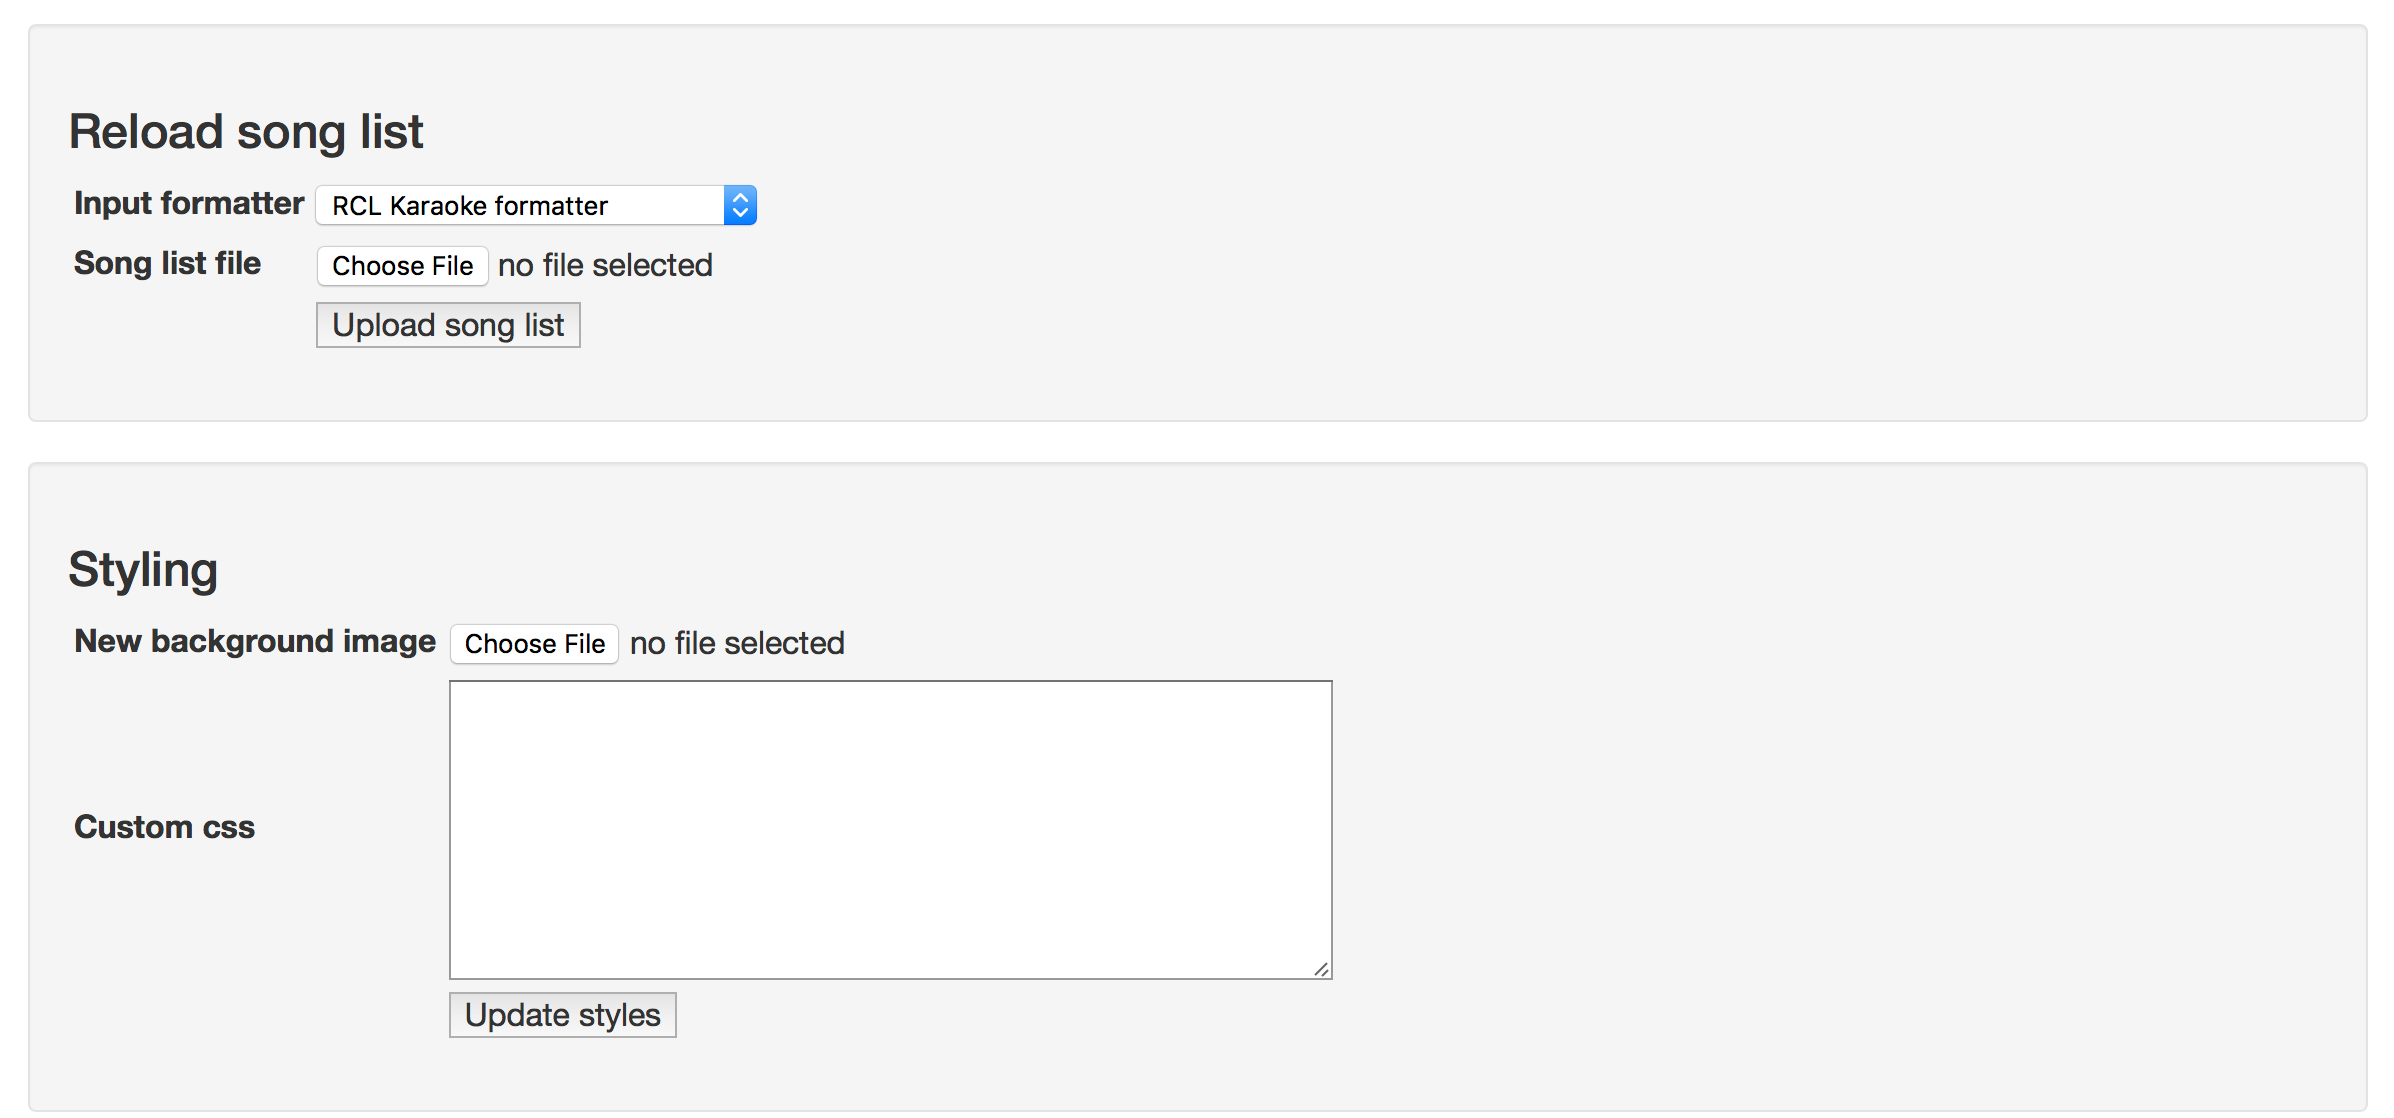 Reload song list
Input formatter RCL Karaoke formatter
Song list file Choose File no file selected
Upload song list
Styling
New background image Choose File no file selected
Custom css
Update styles